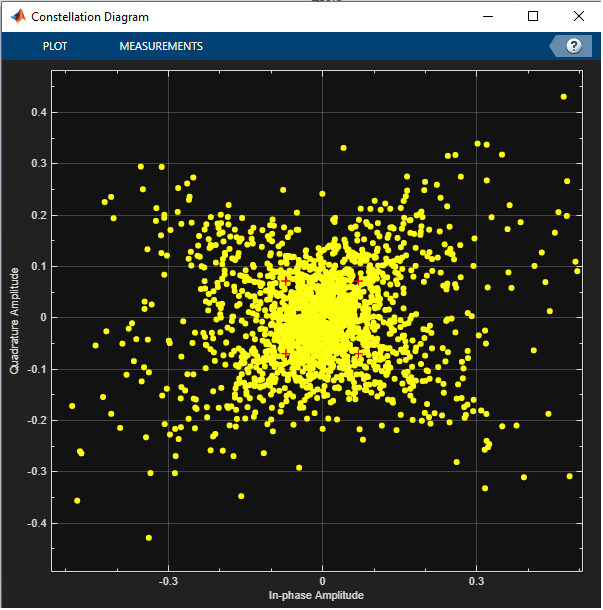 Constellation Diagram
PLOT MEASUREMENTS ?
0.4
0.3
0.2
0.1
0
-0.1
-0.2
-0.3
-0.4
Quadrature Amplitude
-0.3 0 0.3
In-phase Amplitude